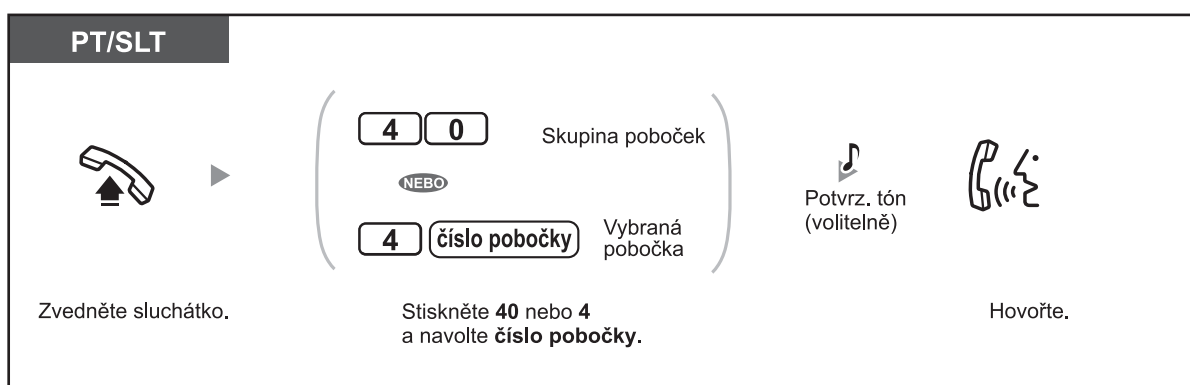 PT/SLT
4 0 Skupina poboček
NEBO
4 číslo pobočky Vybraná
pobočka
Potvrz. tón
(volitelně)
Zvedněte sluchátko.
Stiskněte 40 nebo 4
a navolte číslo pobočky.
Hovořte.